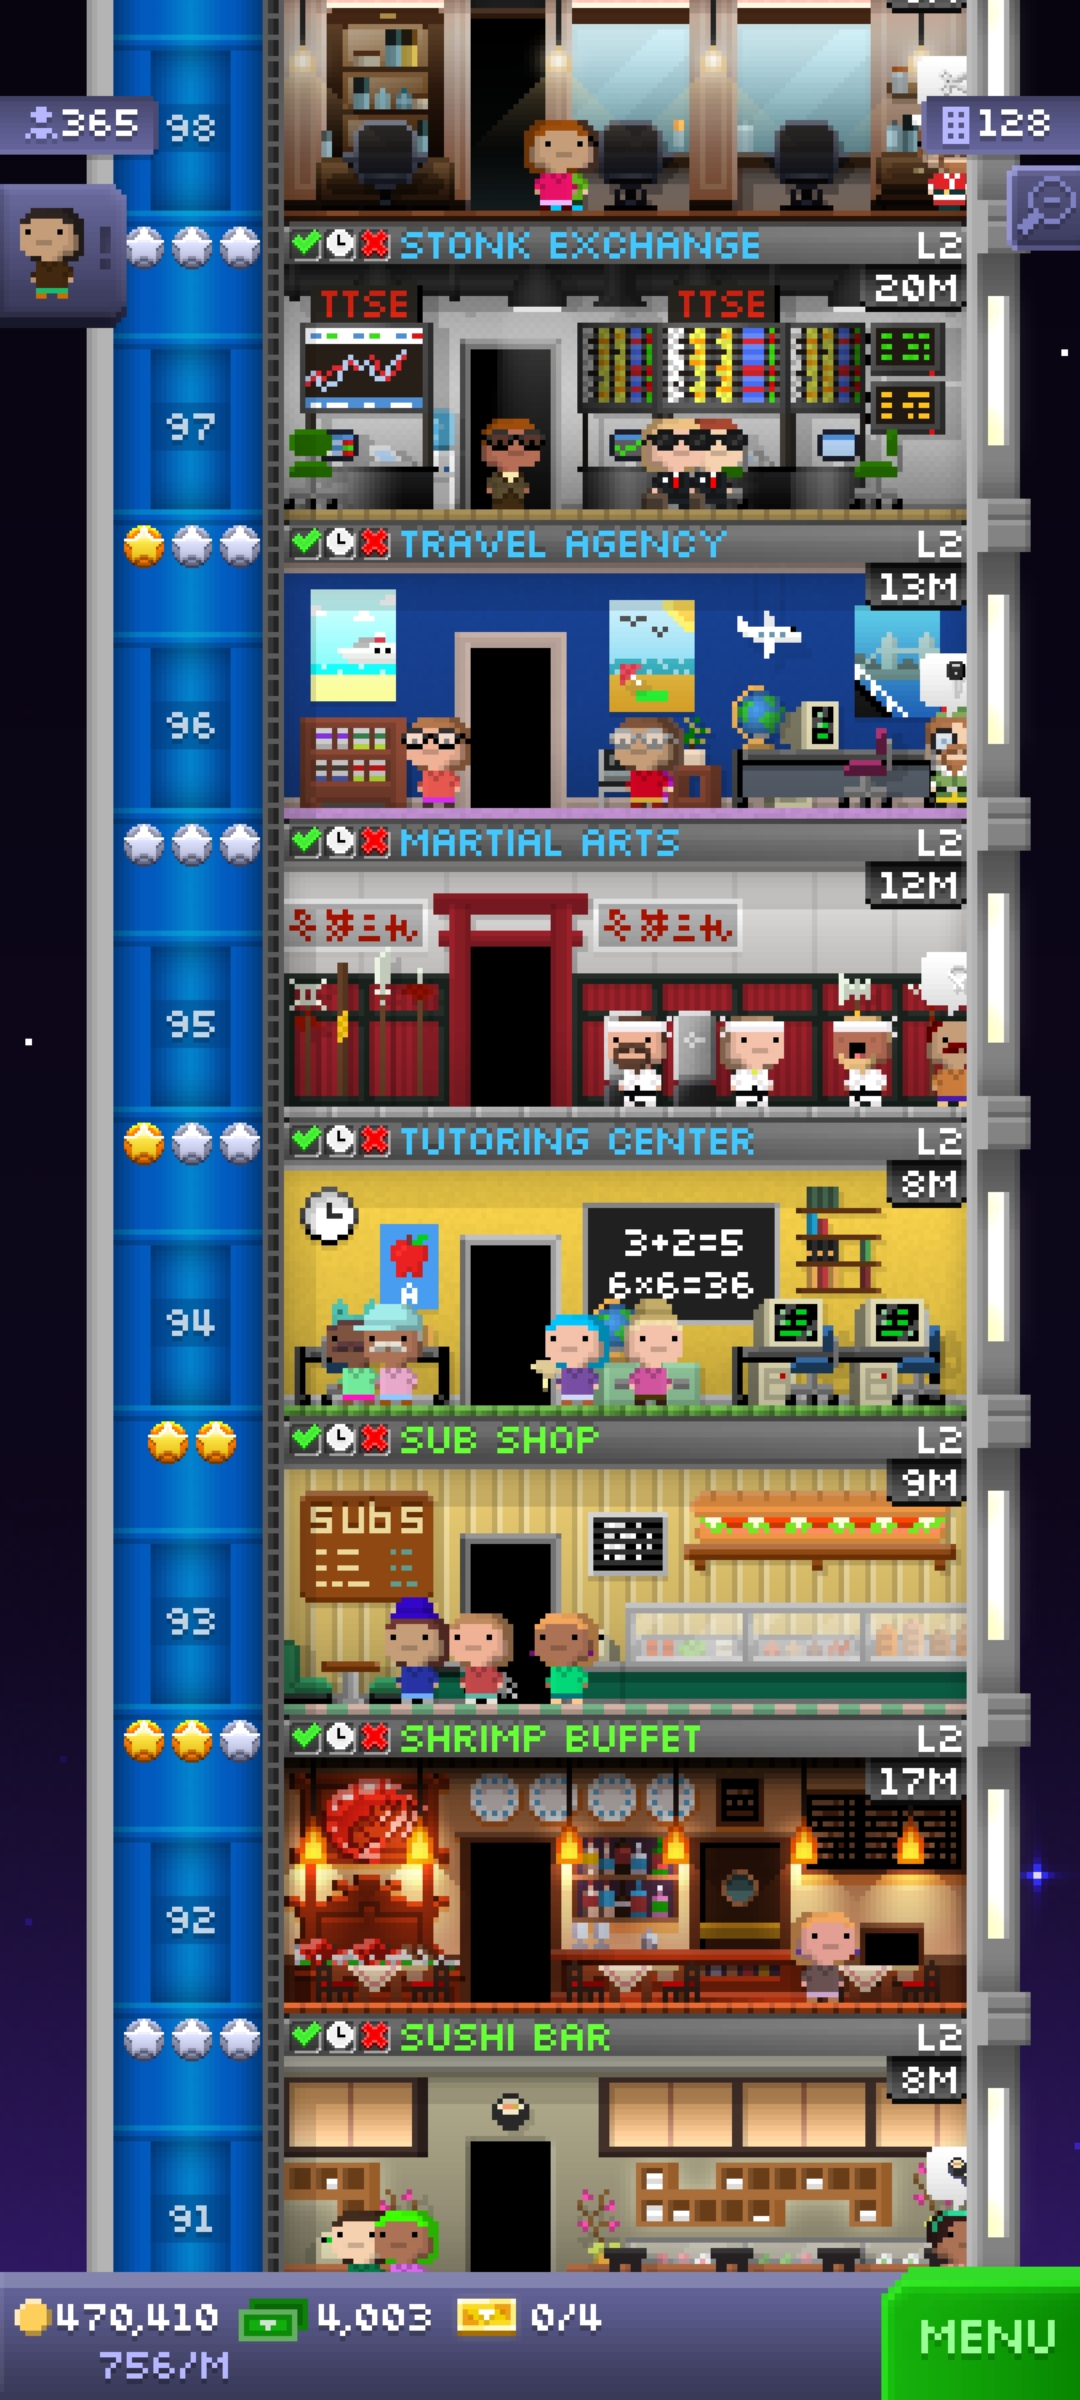 365
98
128
STONK EXCHANGE
L2
20M
TTSE
TTSE
97
TRAVEL AGENCY
L2
13M
96
MARTIAL ARTS
L2
12M
95
TUTORING CENTER
L2
8M
3+2=5
6x6=36
A
94
SUB SHOP
L2
9M
subs
93
SHRIMP BUFFET
L2
17M
92
SUSHI BAR
L2
8M
91
470,410
4,003
0/4
756/M
MENU